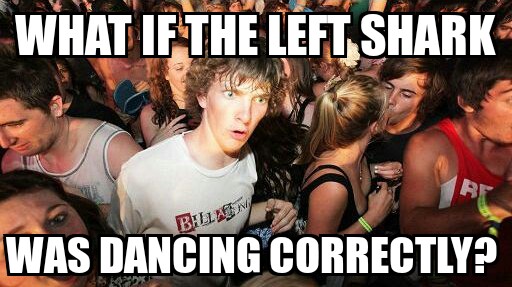 WHAT IF THE LEFT SHARK
WAS DANCING CORRECTLY?